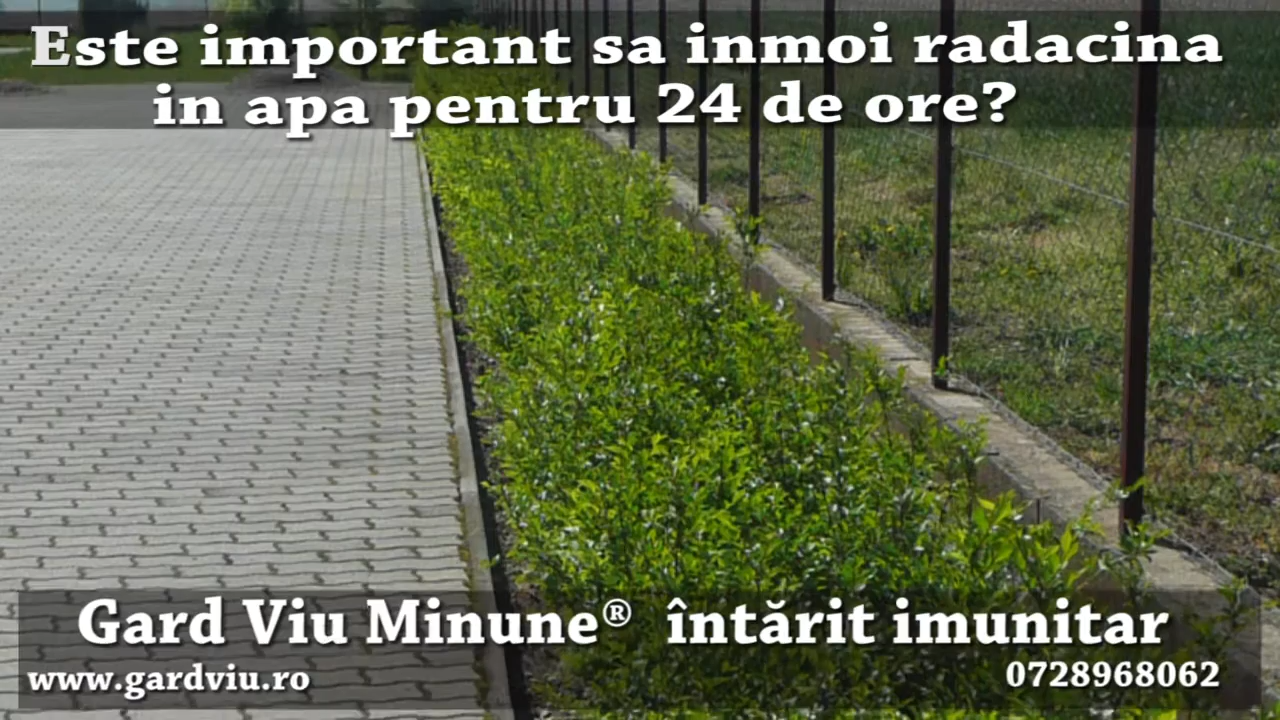 Este important sa inmoi radacina
in apa pentru 24 de ore?
Gard Viu Minune® întărit imunitar
www.gardviu.ro
0728968062